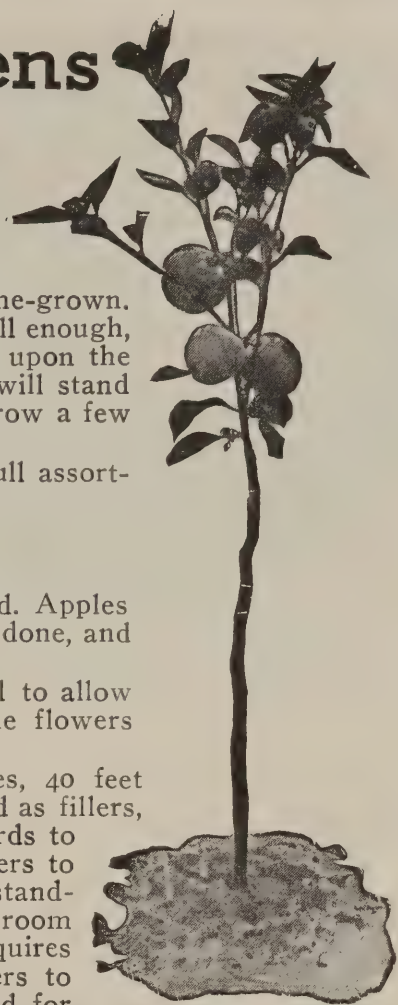 ens
ne-grown.
ll enough,
upon the
will stand
row a few
ull assort-
d. Apples
done, and
l to allow
e flowers
es, 40 feet
d as fillers,
rds to
ers to
stand-
room
quires
ers to
d for